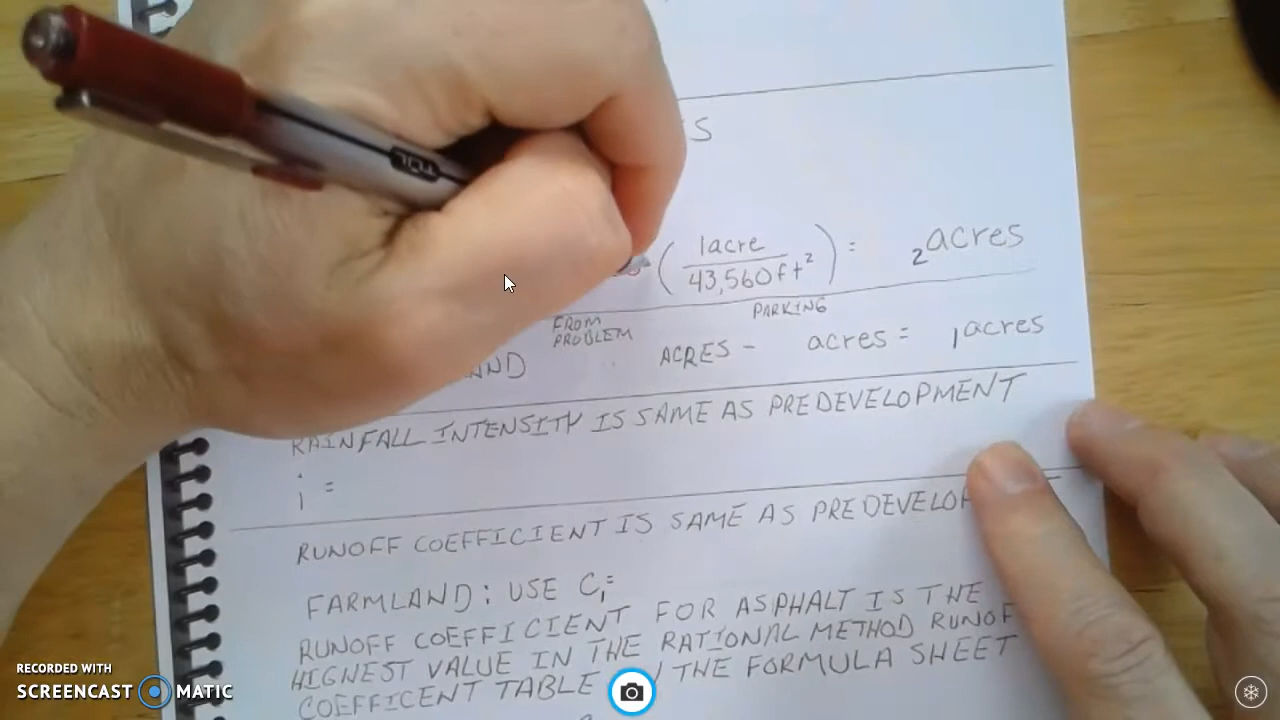 S
( 1acre / 43,560ft² ) = 2acres
FROM PROBLEM
PARKING
AND ACRES - acres = 1acres
RAINFALL INTENSITY IS SAME AS PREDEVELOPMENT
i =
RUNOFF COEFFICIENT IS SAME AS PREDEVELOP
FARMLAND: USE C1=
RUNOFF COEFFICIENT FOR ASPHALT IS THE
HIGHEST VALUE IN THE RATIONAL METHOD RUNOF
COEFFICENT TABLE THE FORMULA SHEET
TUL
RECORDED WITH
SCREENCAST MATIC